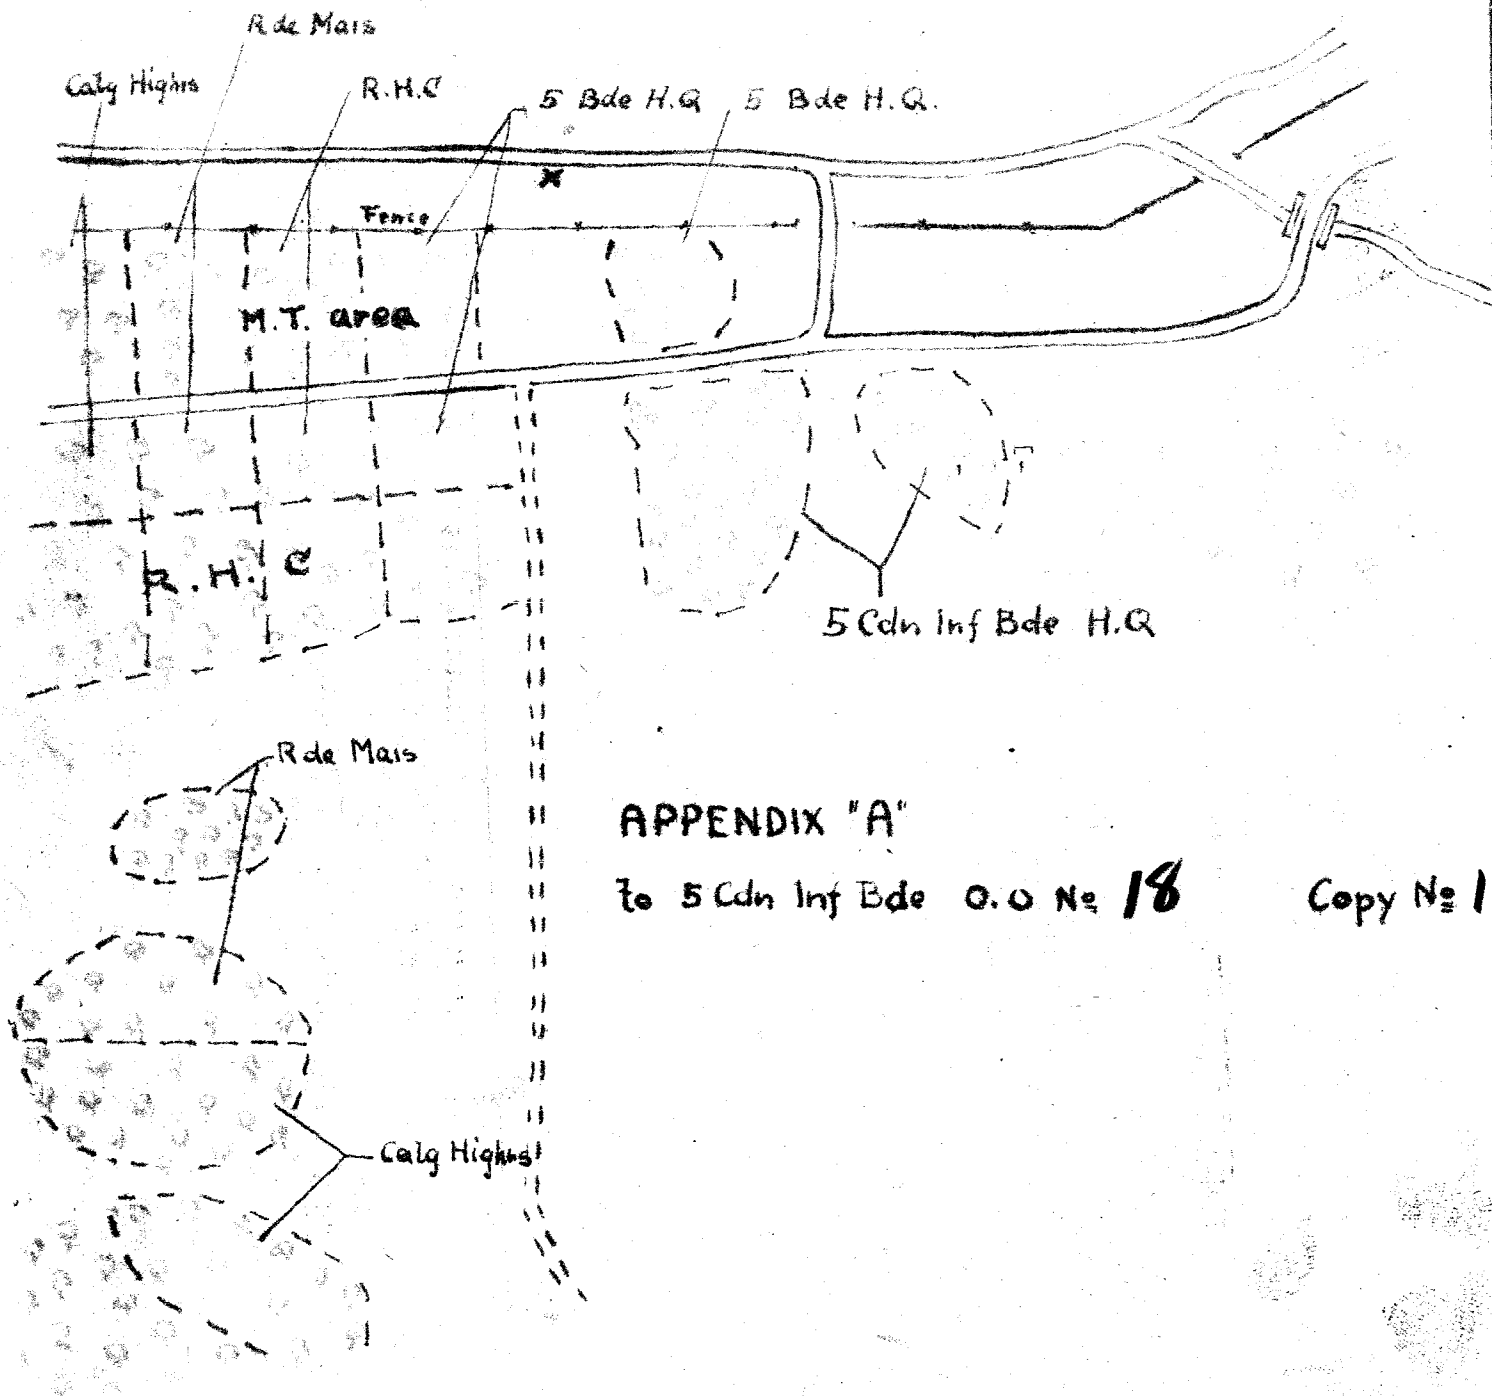 R de Mais
Calg Highrs
R.H.C
5 Bde H.Q
5 Bde H.Q.
Fence
M.T. area
R.H.C
5 Cdn Inf Bde H.Q
R de Mais
APPENDIX "A"
to 5 Cdn Inf Bde O.O Nº 18
Copy Nº 1
Calg Highrs